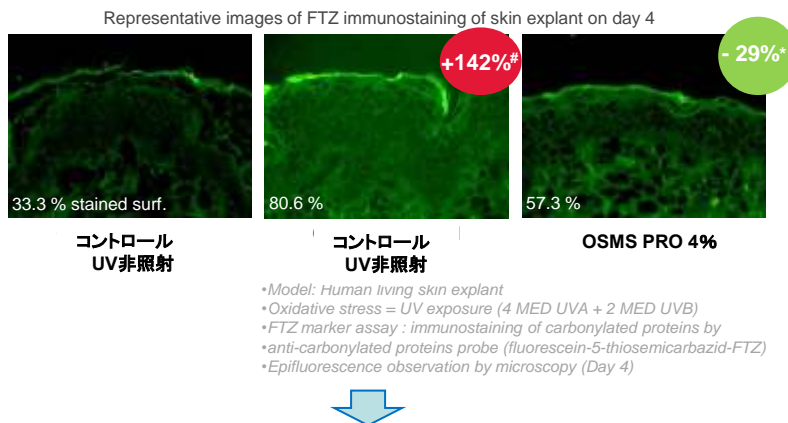 Representative images of FTZ immunostaining of skin explant on day 4
+142%#
- 29%*
33.3 % stained surf.
80.6 %
57.3 %
コントロール
UV非照射
コントロール
UV非照射
OSMS PRO 4%
•Model: Human living skin explant
•Oxidative stress = UV exposure (4 MED UVA + 2 MED UVB)
•FTZ marker assay : immunostaining of carbonylated proteins by
•anti-carbonylated proteins probe (fluorescein-5-thiosemicarbazid-FTZ)
•Epifluorescence observation by microscopy (Day 4)